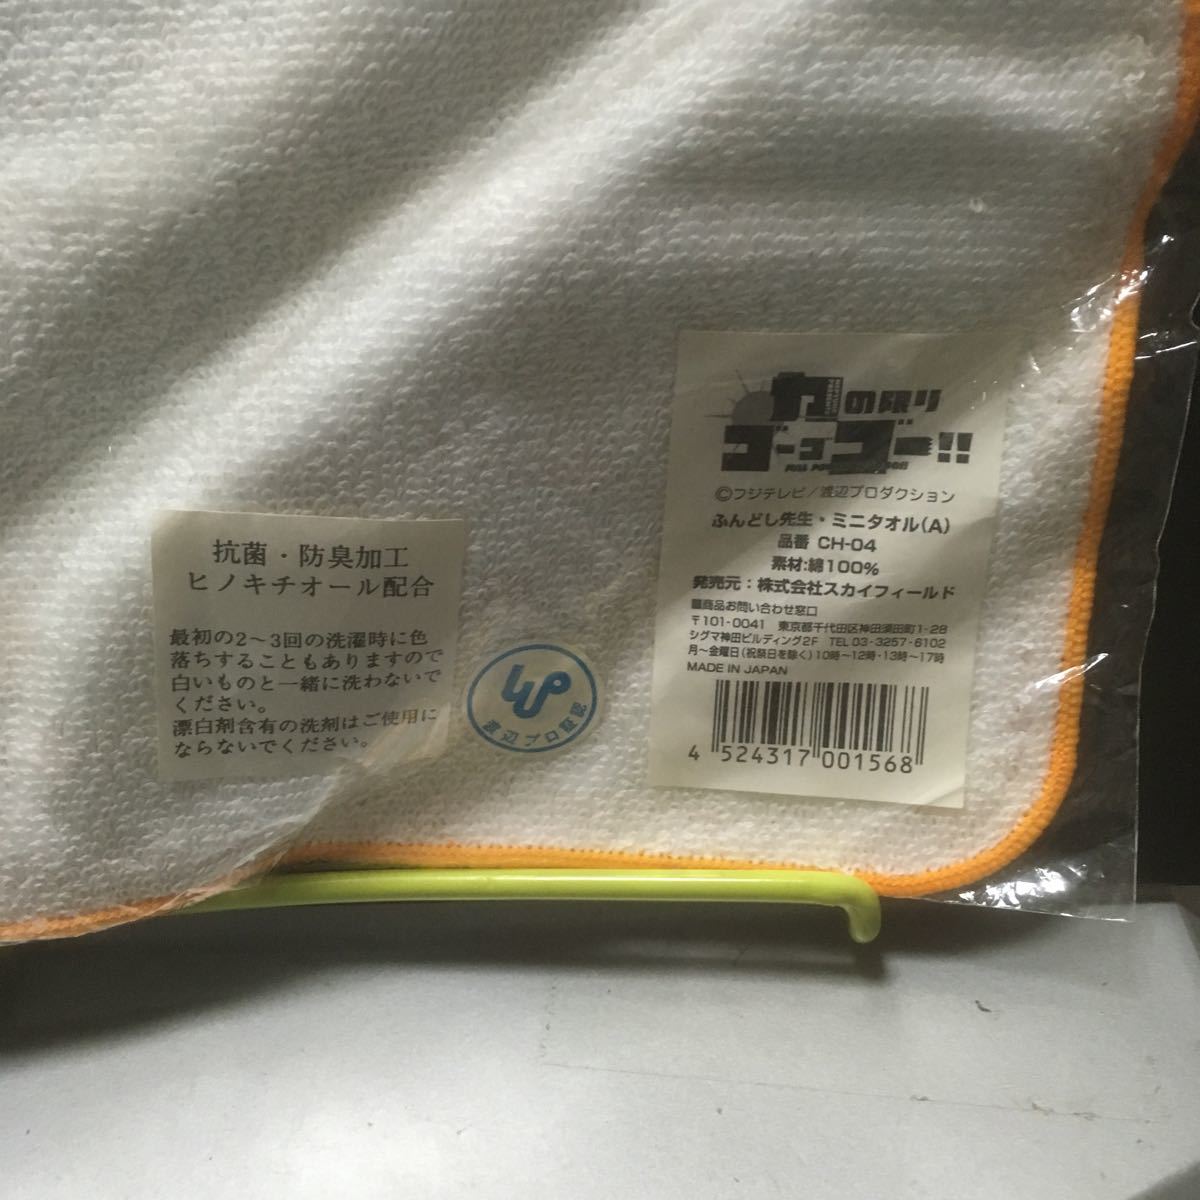 抗菌・防臭加工
ヒノキチオール配合
最初の2〜3回の洗濯時に色
落ちすることもありますので
白いものと一緒に洗わないで
ください。
漂白剤含有の洗剤はご使用に
ならないでください。
渡辺プロ証認
NEPTUNE PRESENTS
力の限り
ゴーゴゴー!!
©フジテレビ/渡辺プロダクション
ふんどし先生・ミニタオル(A)
品番 CH-04
素材:綿100%
発売元:株式会社スカイフィールド
■商品お問い合わせ窓口
〒101-0041 東京都千代田区神田須田町1-28
シグマ神田ビルディング2F TEL 03-3257-6102
月〜金曜日(祝祭日を除く)10時〜12時・13時〜17時
MADE IN JAPAN
4 524317 001568